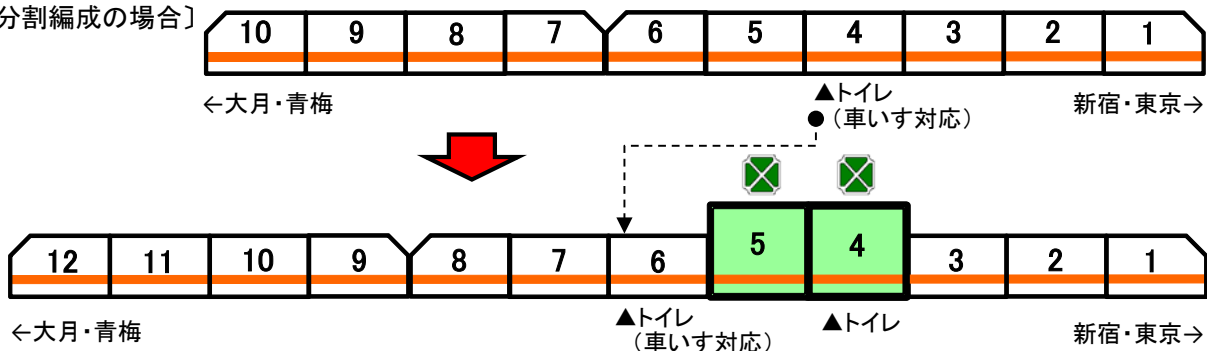 分割編成の場合〕
10 9 8 7 6 5 4 3 2 1
←大月・青梅 ▲トイレ 新宿・東京→
●(車いす対応)
12 11 10 9 8 7 6 5 4 3 2 1
←大月・青梅 ▲トイレ ▲トイレ 新宿・東京→
(車いす対応)